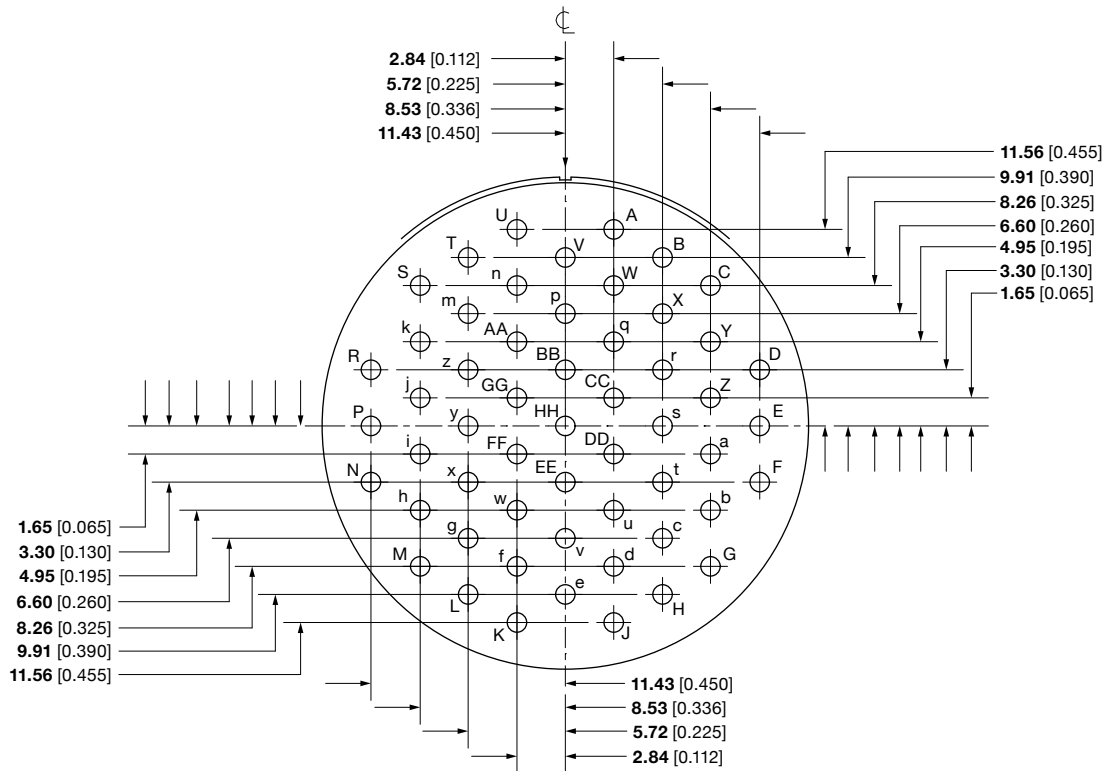 ℄
2.84 [0.112]
5.72 [0.225]
8.53 [0.336]
11.43 [0.450]
11.56 [0.455]
9.91 [0.390]
8.26 [0.325]
6.60 [0.260]
4.95 [0.195]
3.30 [0.130]
1.65 [0.065]
U A
T V B
S n W C
m p X
k AA q Y
R z BB r D
j GG CC Z
P y HH s E
i FF DD a
N x EE t F
h w u b
g v c
M f d G
L e H
K J
1.65 [0.065]
3.30 [0.130]
4.95 [0.195]
6.60 [0.260]
8.26 [0.325]
9.91 [0.390]
11.56 [0.455]
11.43 [0.450]
8.53 [0.336]
5.72 [0.225]
2.84 [0.112]